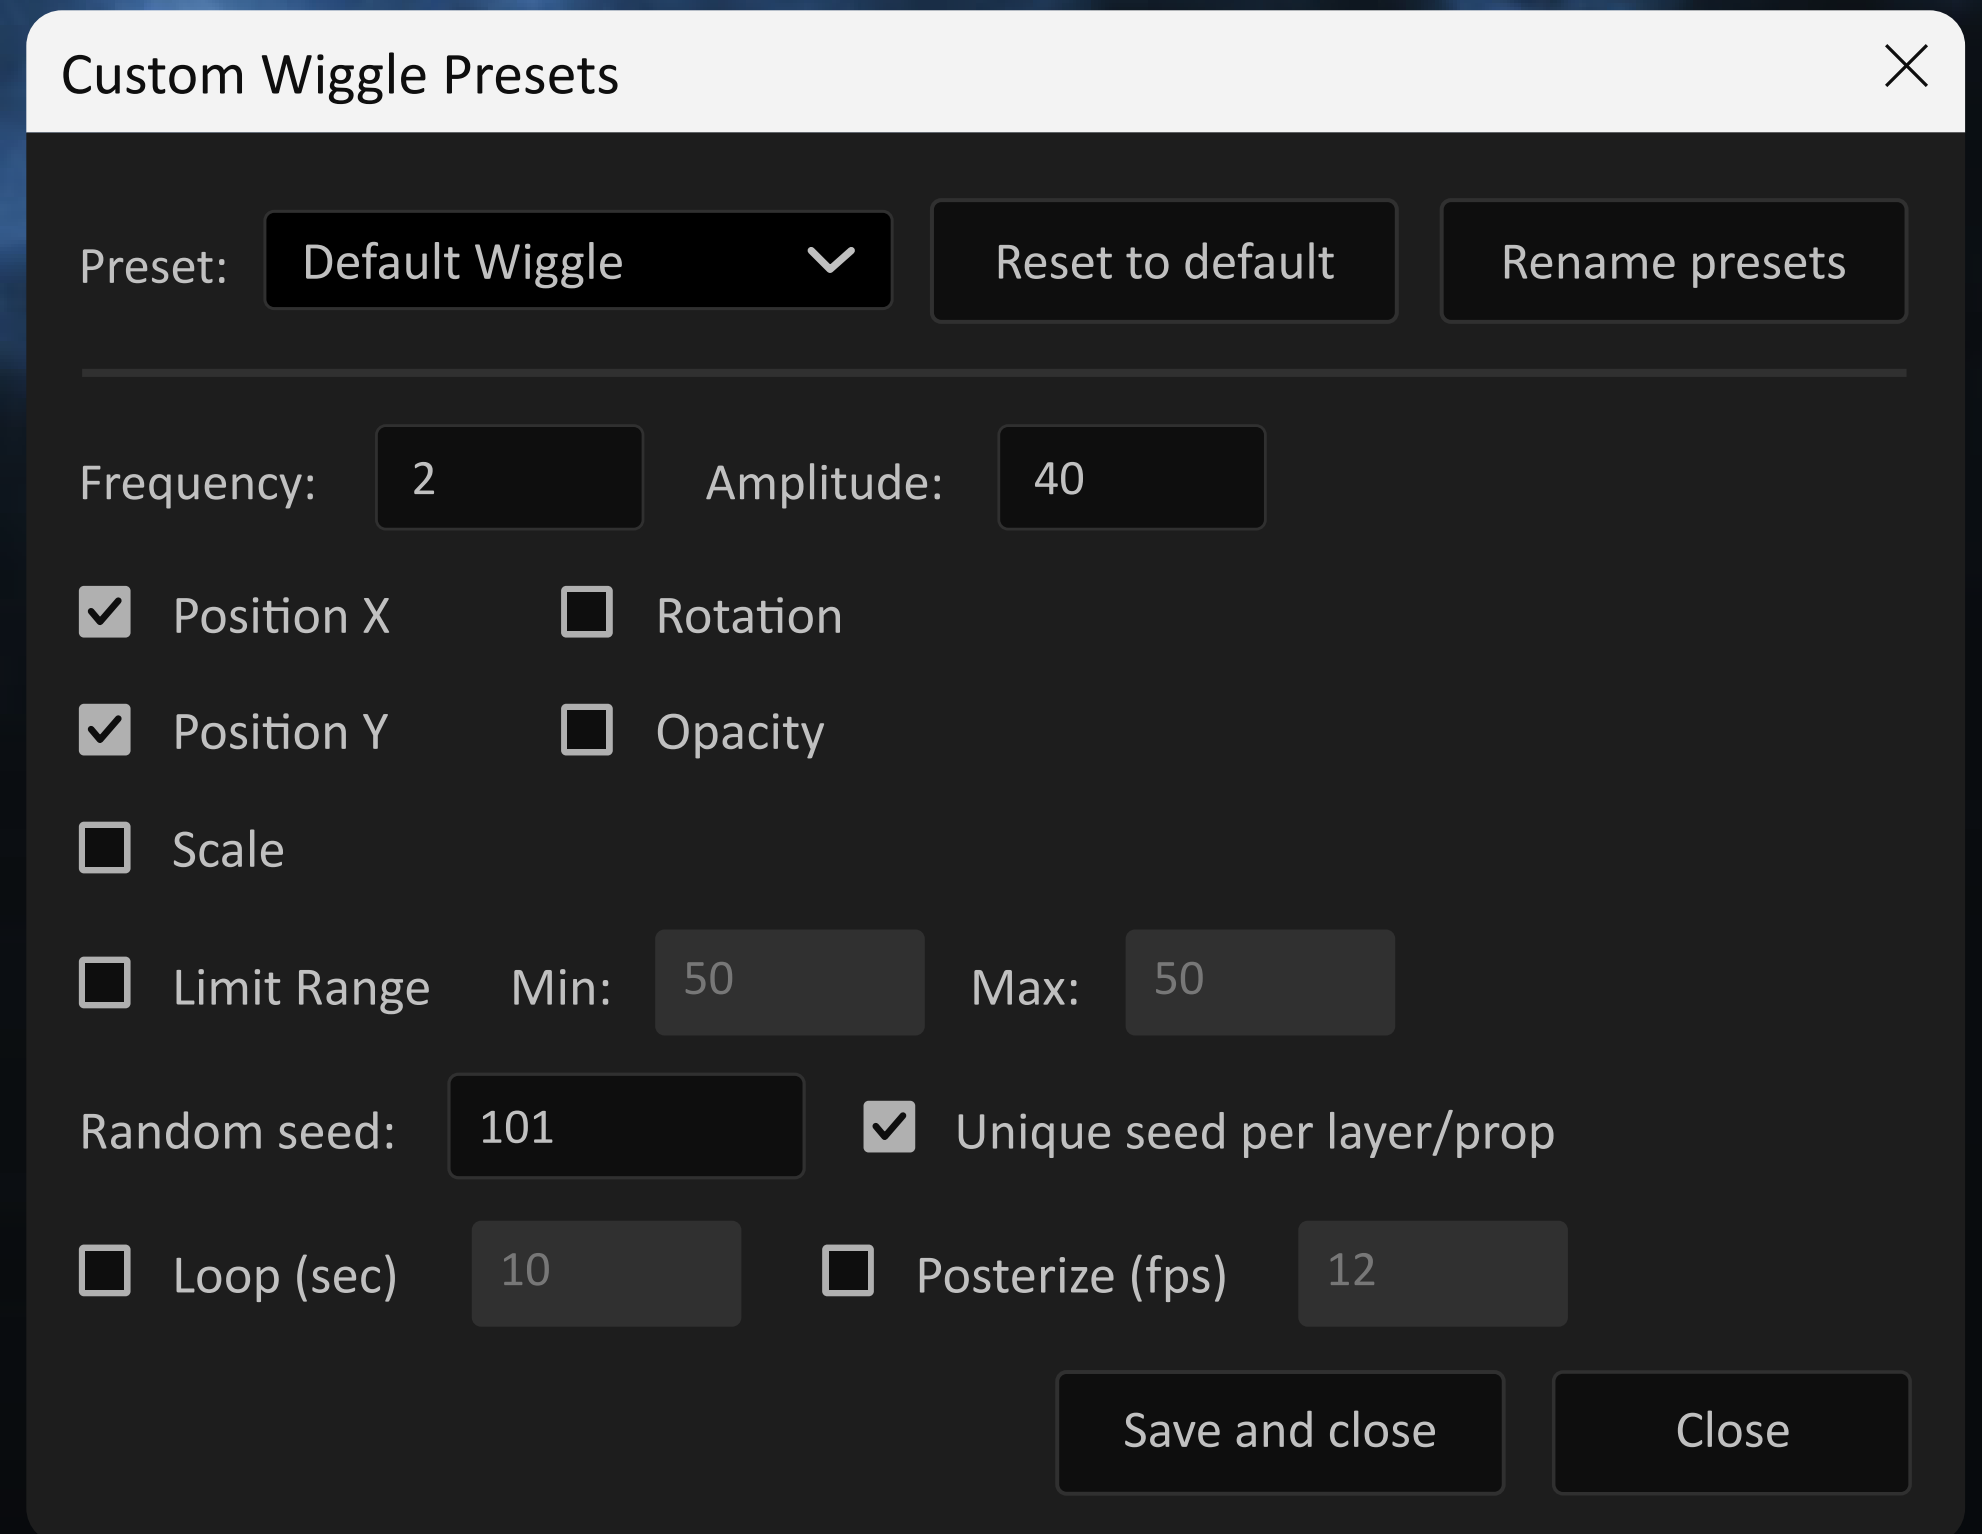 Custom Wiggle Presets
Preset: Default Wiggle Reset to default Rename presets
Frequency: 2 Amplitude: 40
Position X Rotation
Position Y Opacity
Scale
Limit Range Min: 50 Max: 50
Random seed: 101 Unique seed per layer/prop
Loop (sec) 10 Posterize (fps) 12
Save and close Close